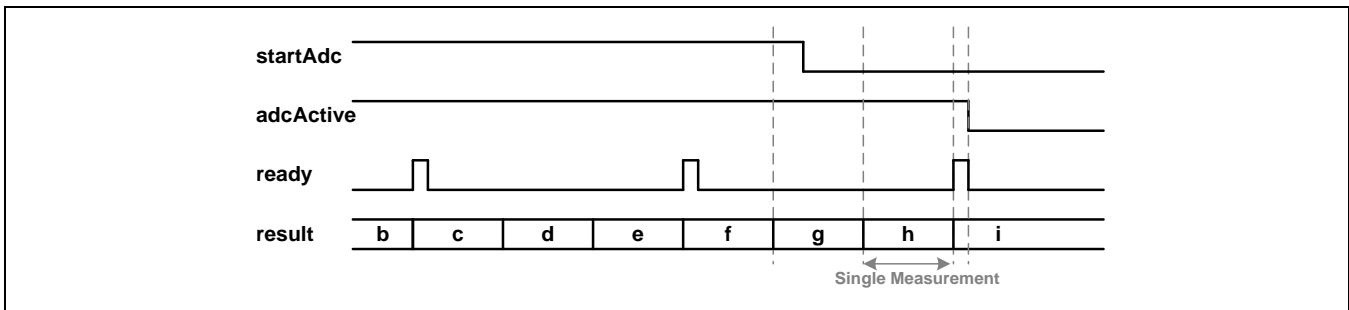 startAdc
adcActive
ready
result b c d e f g h i
Single Measurement